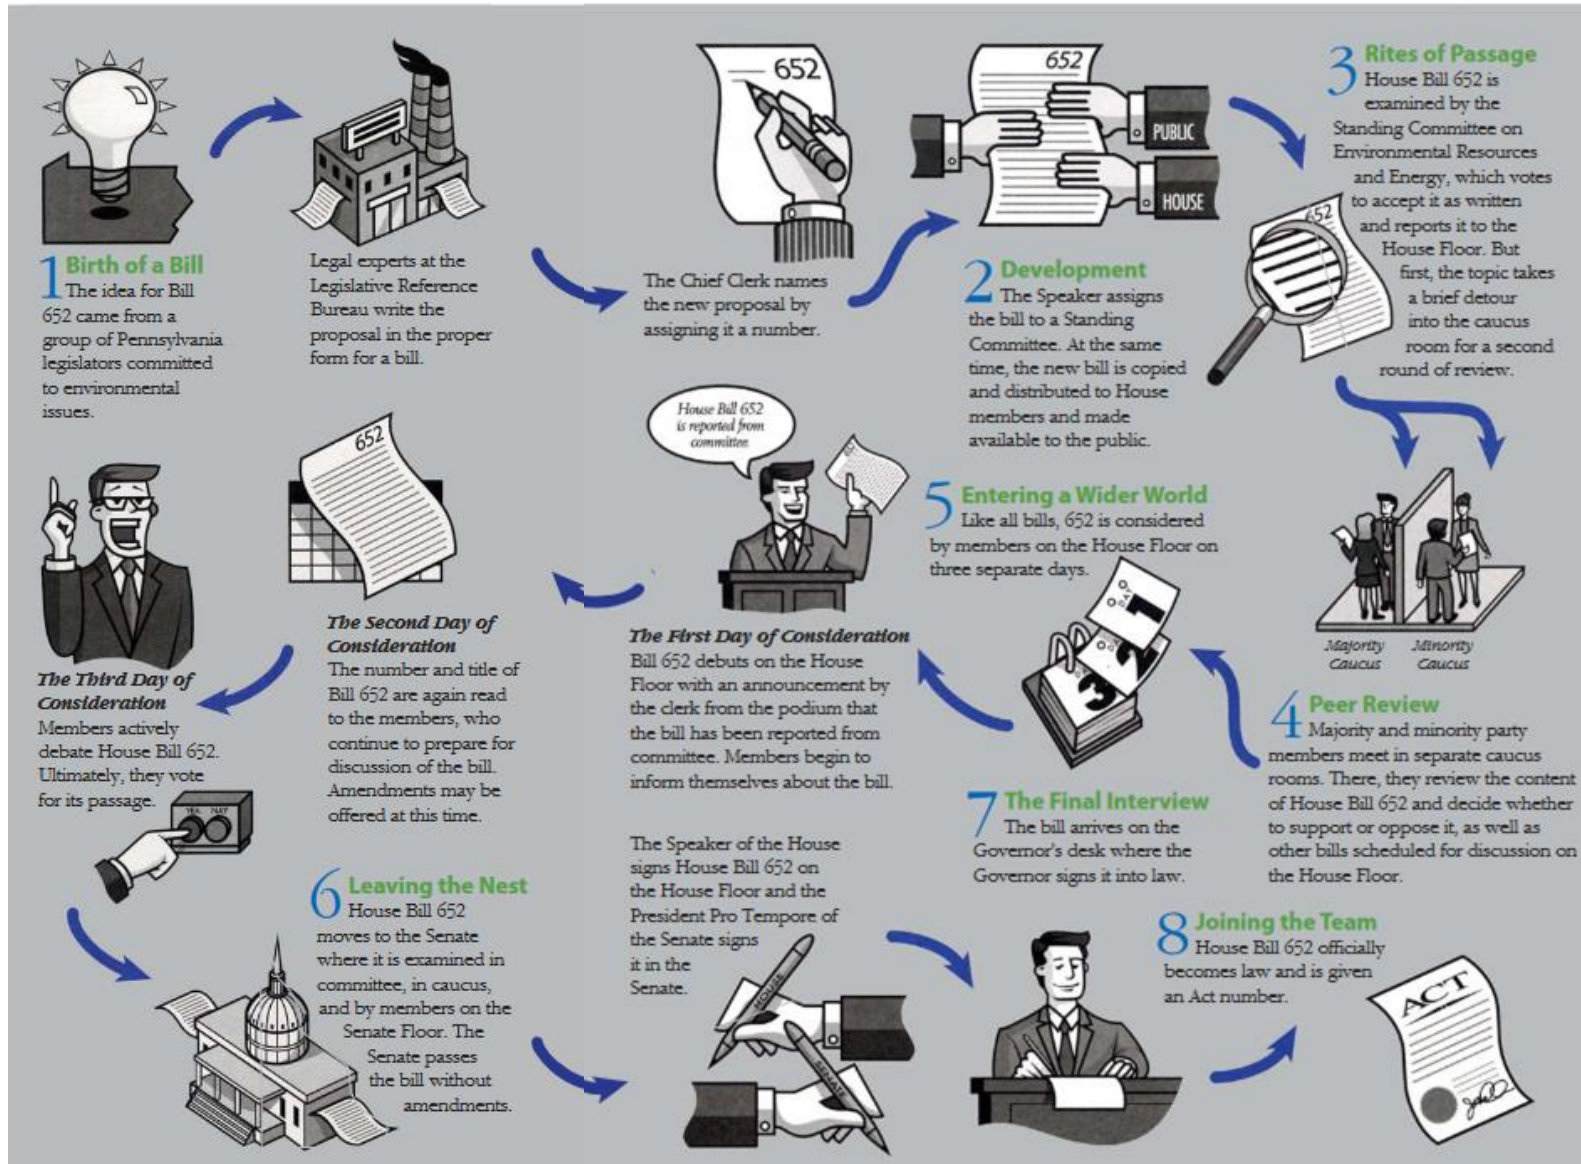 1 Birth of a Bill
The idea for Bill
652 came from a
group of Pennsylvania
legislators committed
to environmental
issues.
Legal experts at the
Legislative Reference
Bureau write the
proposal in the proper
form for a bill.
652
The Chief Clerk names
the new proposal by
assigning it a number.
652
PUBLIC
HOUSE
2 Development
The Speaker assigns
the bill to a Standing
Committee. At the same
time, the new bill is copied
and distributed to House
members and made
available to the public.
3 Rites of Passage
House Bill 652 is
examined by the
Standing Committee on
Environmental Resources
and Energy, which votes
to accept it as written
and reports it to the
House Floor. But
first, the topic takes
a brief detour
into the caucus
room for a second
round of review.
652
Majority
Caucus
Minority
Caucus
4 Peer Review
Majority and minority party
members meet in separate caucus
rooms. There, they review the content
of House Bill 652 and decide whether
to support or oppose it, as well as
other bills scheduled for discussion on
the House Floor.
5 Entering a Wider World
Like all bills, 652 is considered
by members on the House Floor on
three separate days.
DAY
1
2
3
House Bill 652
is reported from
committee.
652
The First Day of Consideration
Bill 652 debuts on the House
Floor with an announcement by
the clerk from the podium that
the bill has been reported from
committee. Members begin to
inform themselves about the bill.
652
The Second Day of
Consideration
The number and title of
Bill 652 are again read
to the members, who
continue to prepare for
discussion of the bill.
Amendments may be
offered at this time.
The Third Day of
Consideration
Members actively
debate House Bill 652.
Ultimately, they vote
for its passage.
YEA NAY
6 Leaving the Nest
House Bill 652
moves to the Senate
where it is examined in
committee, in caucus,
and by members on the
Senate Floor. The
Senate passes
the bill without
amendments.
The Speaker of the House
signs House Bill 652 on
the House Floor and the
President Pro Tempore of
the Senate signs
it in the
Senate.
HOUSE
SENATE
7 The Final Interview
The bill arrives on the
Governor's desk where the
Governor signs it into law.
8 Joining the Team
House Bill 652 officially
becomes law and is given
an Act number.
ACT